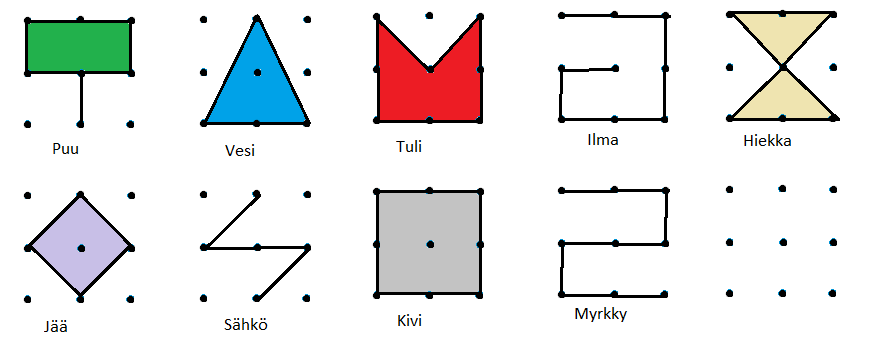 Puu
Vesi
Tuli
Ilma
Hiekka
Jää
Sähkö
Kivi
Myrkky